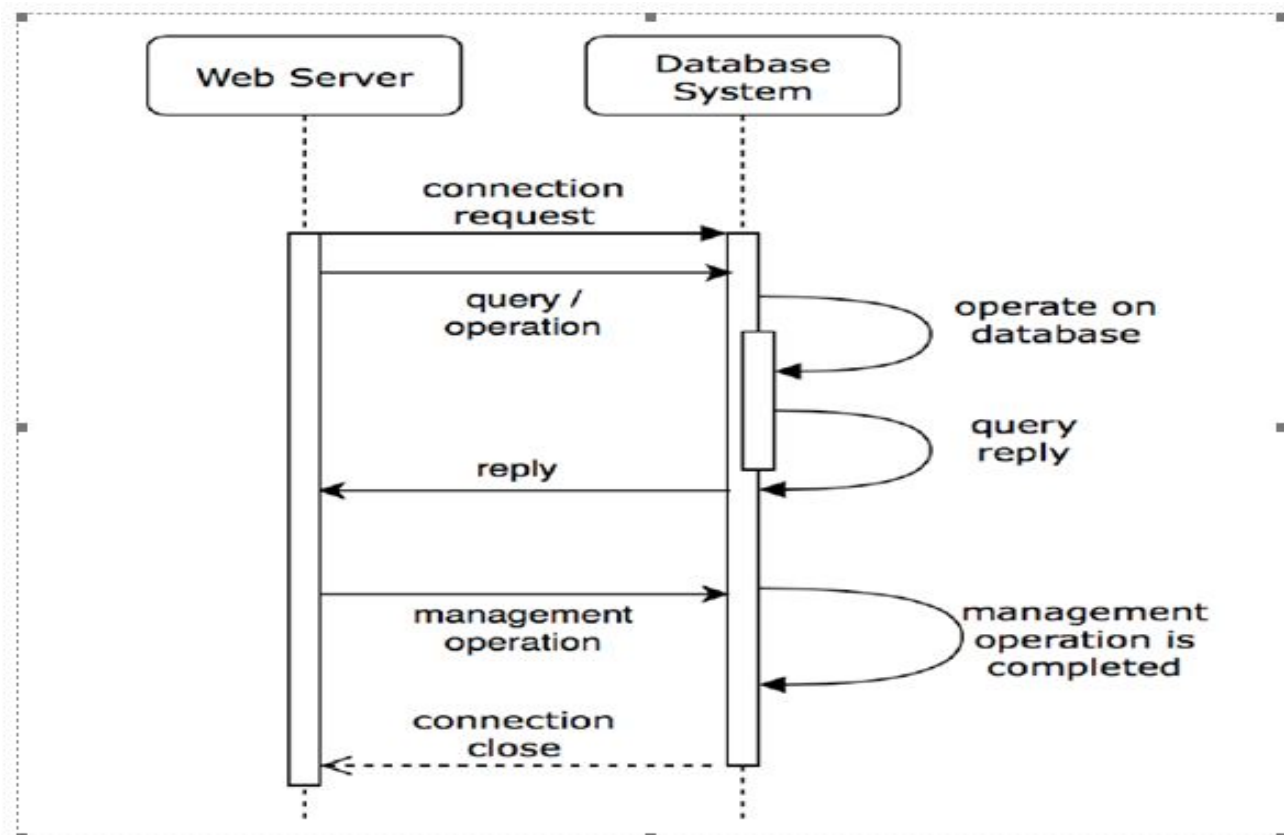 Web Server
Database
System
connection
request
query /
operation
operate on
database
query
reply
reply
management
operation
management
operation is
completed
connection
close